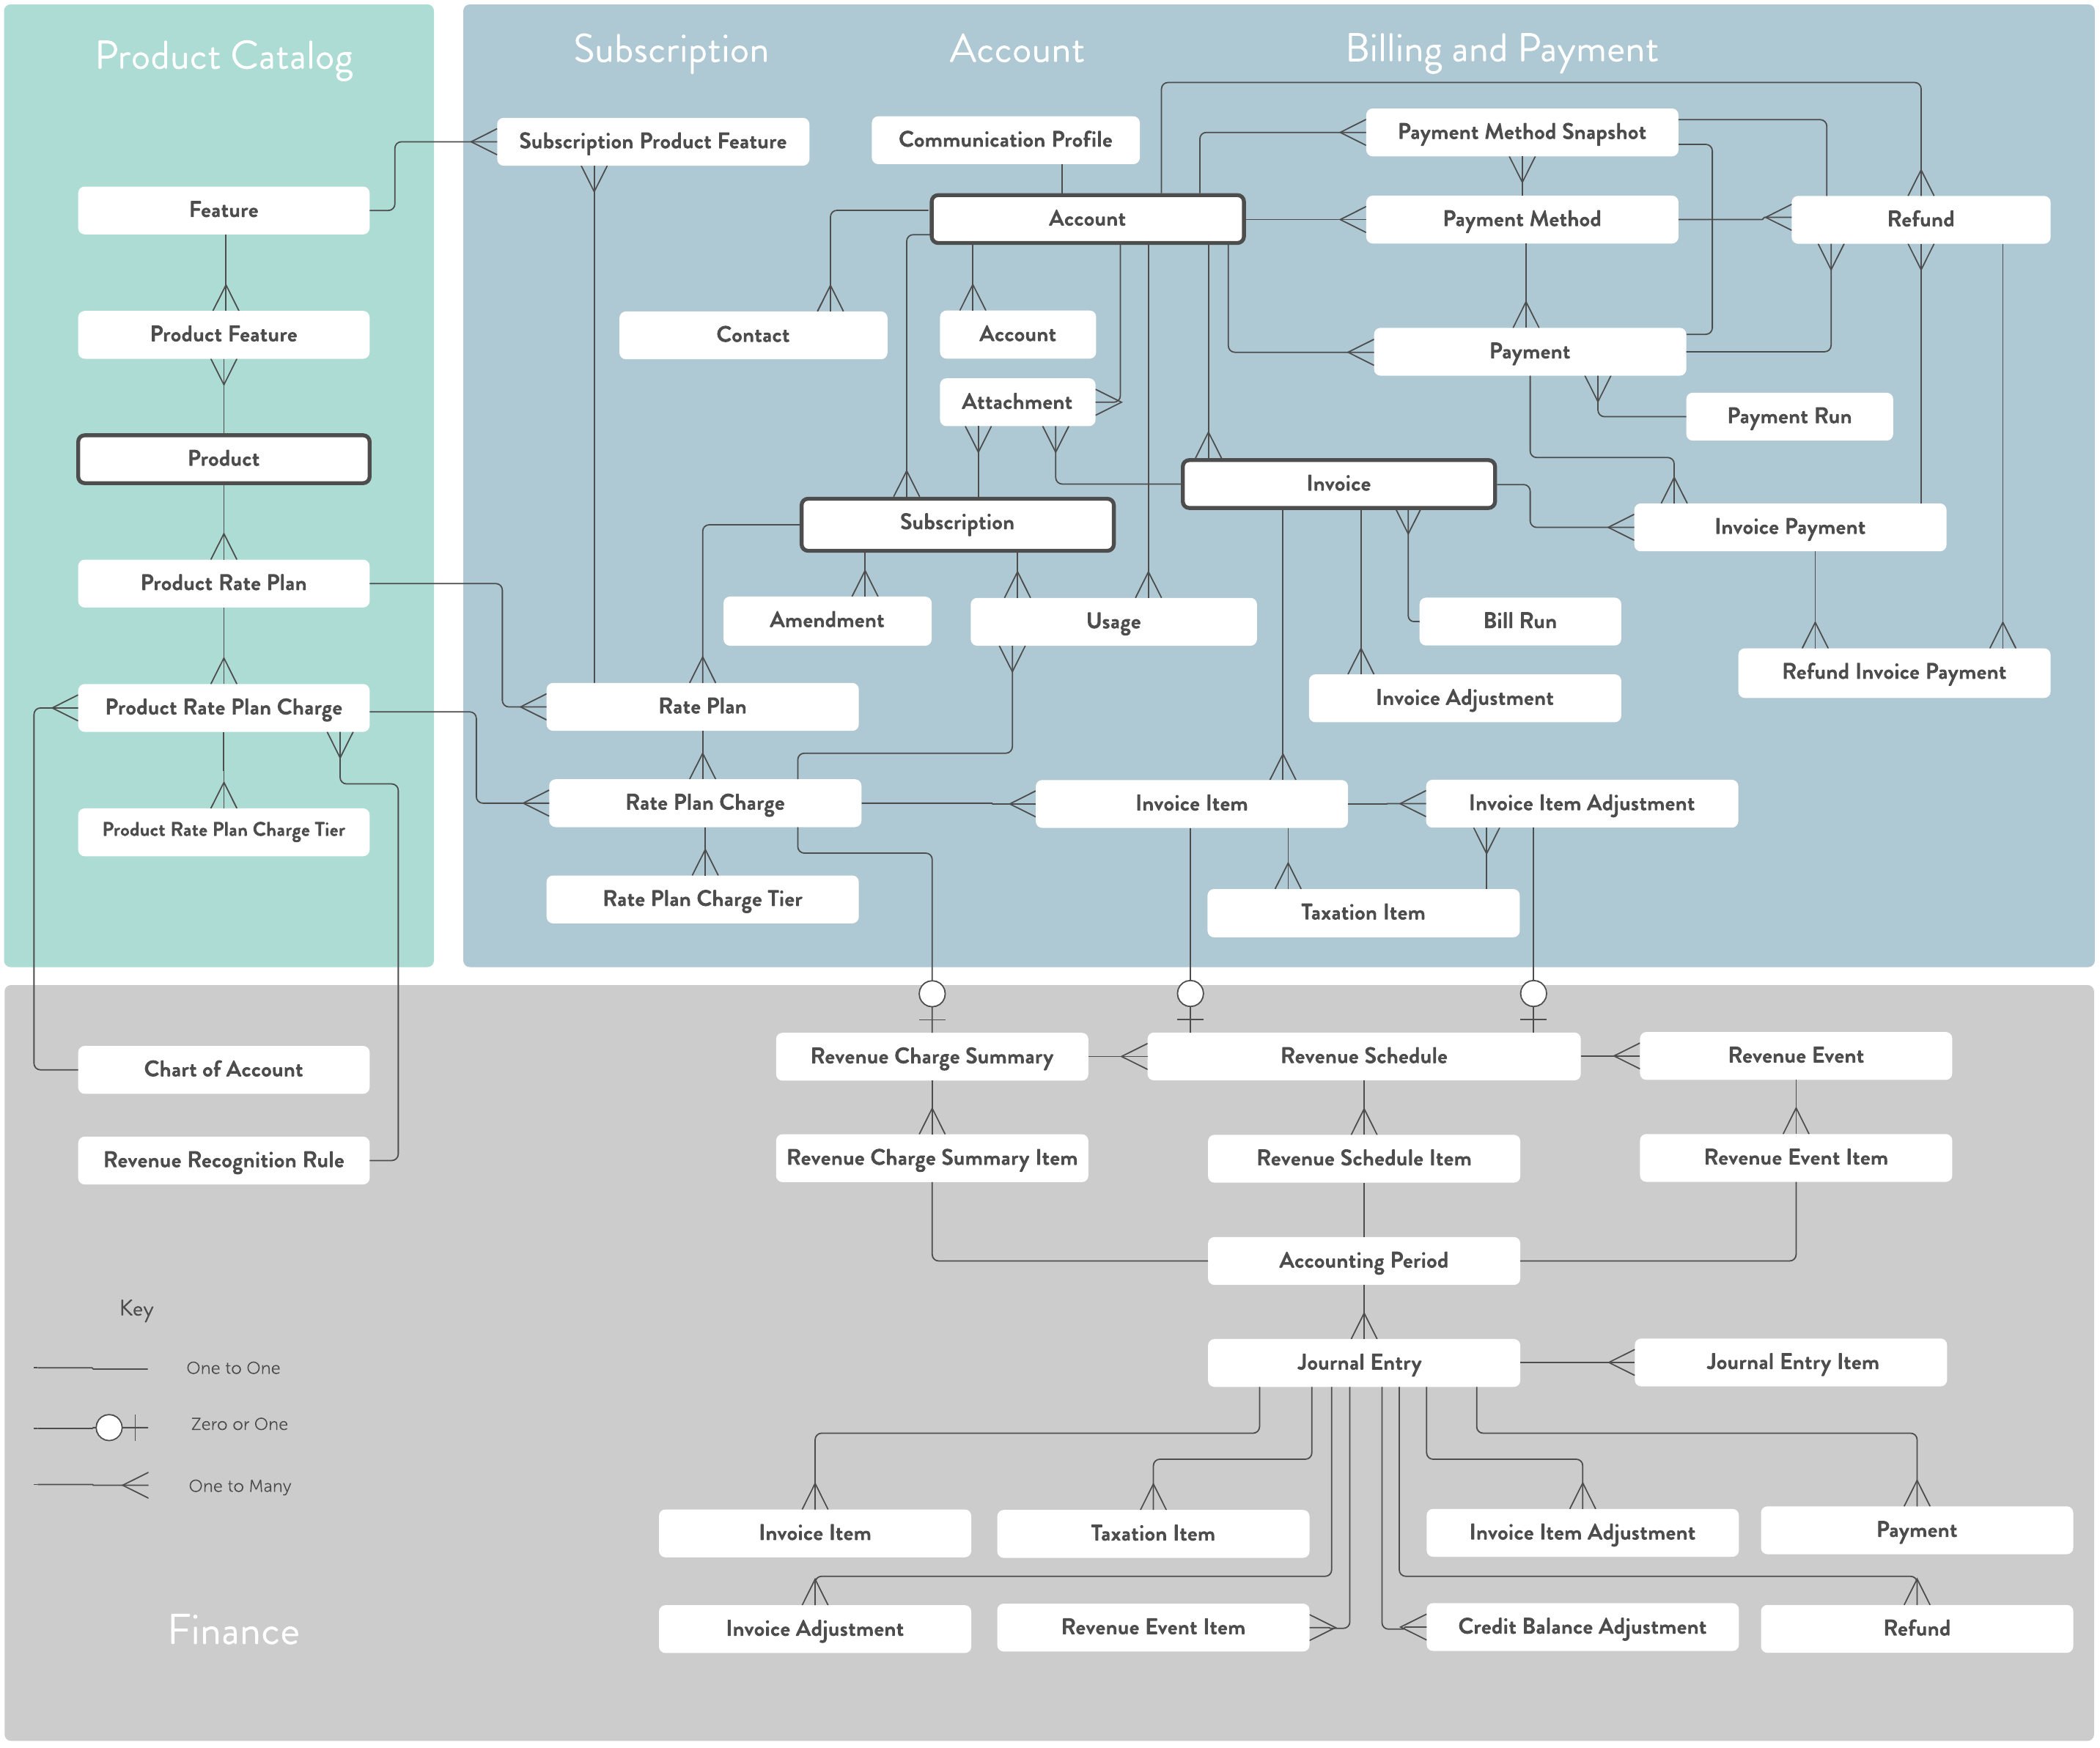 Product Catalog
Subscription
Account
Billing and Payment
Subscription Product Feature
Communication Profile
Payment Method Snapshot
Feature
Account
Payment Method
Refund
Product Feature
Contact
Account
Payment
Attachment
Payment Run
Product
Invoice
Subscription
Invoice Payment
Product Rate Plan
Amendment
Usage
Bill Run
Refund Invoice Payment
Invoice Adjustment
Product Rate Plan Charge
Rate Plan
Rate Plan Charge
Invoice Item
Invoice Item Adjustment
Product Rate Plan Charge Tier
Rate Plan Charge Tier
Taxation Item
Revenue Charge Summary
Revenue Schedule
Revenue Event
Chart of Account
Revenue Recognition Rule
Revenue Charge Summary Item
Revenue Schedule Item
Revenue Event Item
Accounting Period
Key
Journal Entry
Journal Entry Item
One to One
Zero or One
One to Many
Invoice Item
Taxation Item
Invoice Item Adjustment
Payment
Finance
Invoice Adjustment
Revenue Event Item
Credit Balance Adjustment
Refund